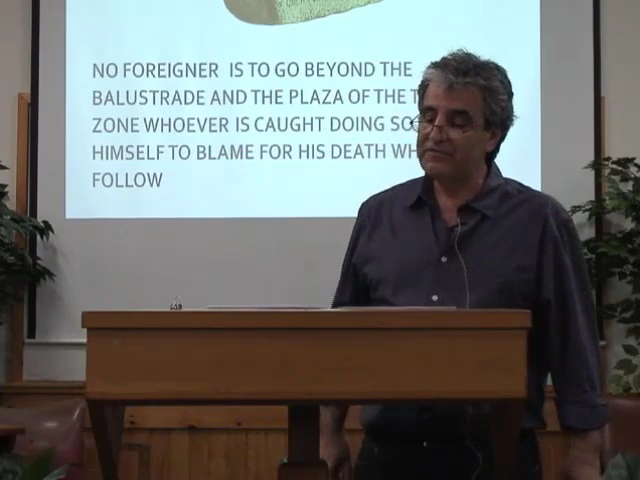 NO FOREIGNER IS TO GO BEYOND THE
BALUSTRADE AND THE PLAZA OF THE
ZONE WHOEVER IS CAUGHT DOING SO
HIMSELF TO BLAME FOR HIS DEATH
FOLLOW